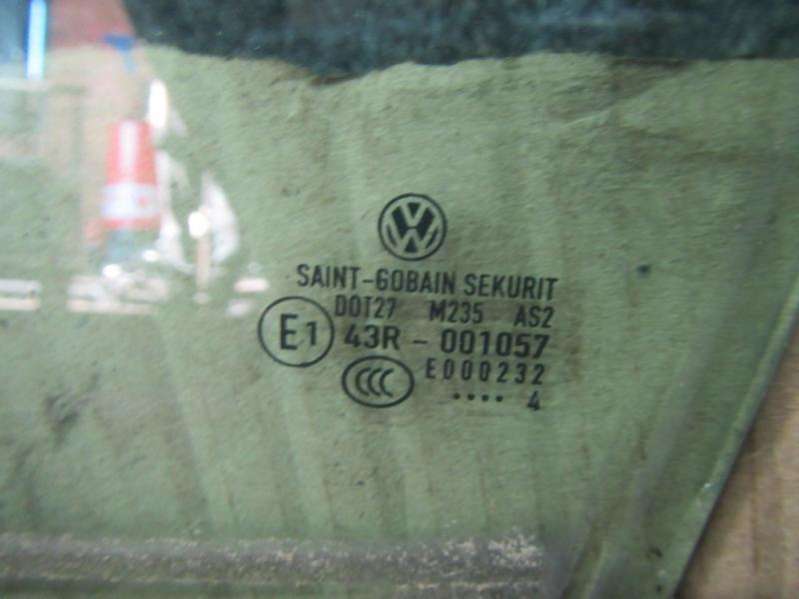 VW
SAINT-GOBAIN SEKURIT
DOT27 M235 AS2
E1 43R - 001057
CCC E000232
.... 4